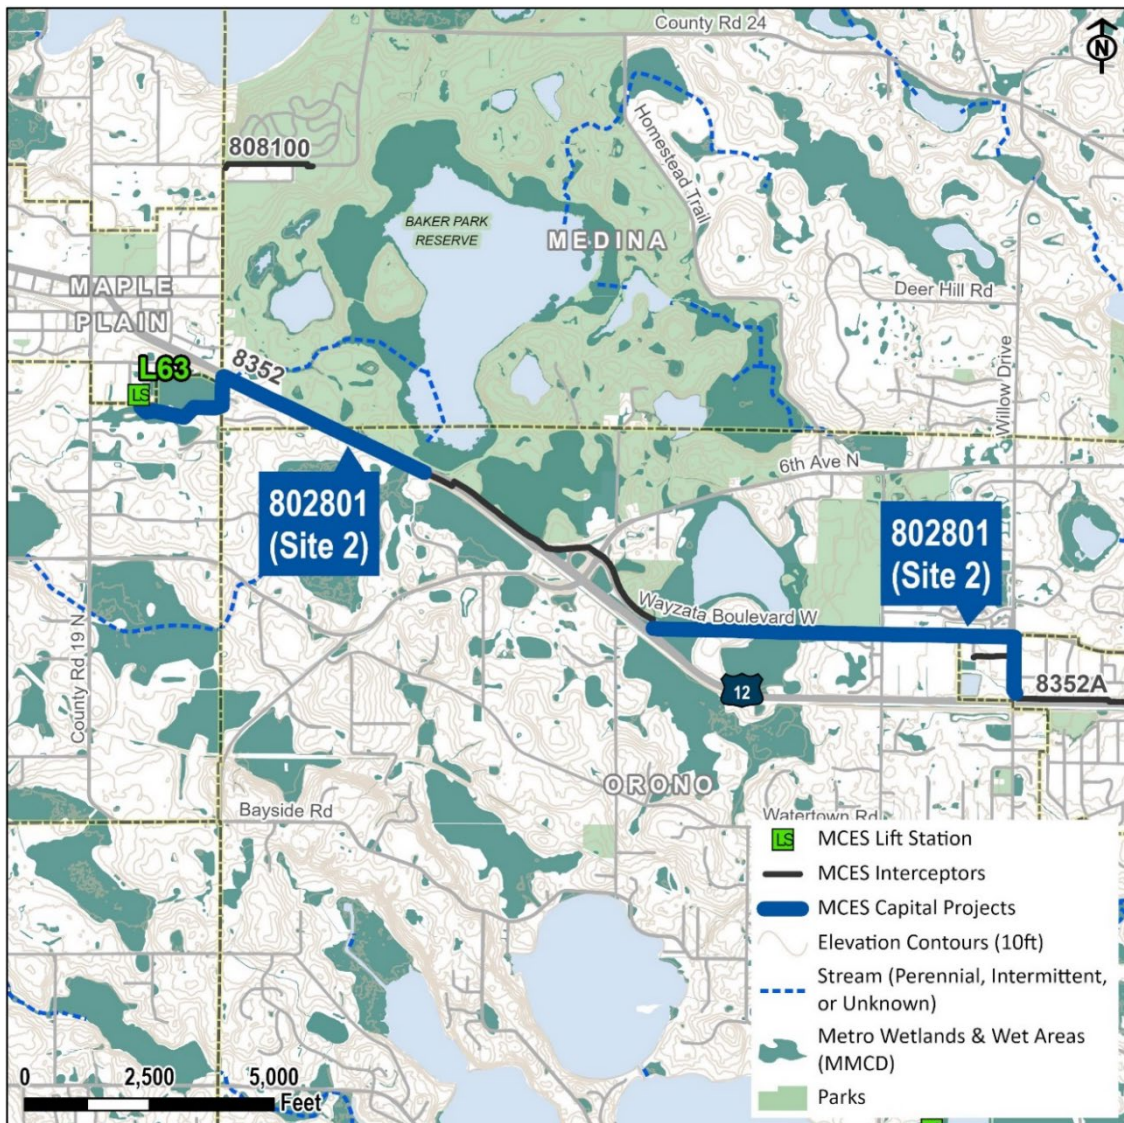 County Rd 24
N
808100
Homestead Trail
BAKER PARK
RESERVE
MEDINA
MAPLE
PLAIN
Deer Hill Rd
L63
LS
8352
Willow Drive
6th Ave N
802801
(Site 2)
802801
(Site 2)
Wayzata Boulevard W
County Rd 19 N
8352A
12
ORONO
Bayside Rd
Watertown Rd
LS MCES Lift Station
MCES Interceptors
MCES Capital Projects
Elevation Contours (10ft)
Stream (Perennial, Intermittent,
or Unknown)
Metro Wetlands & Wet Areas
(MMCD)
Parks
0 2,500 5,000
Feet